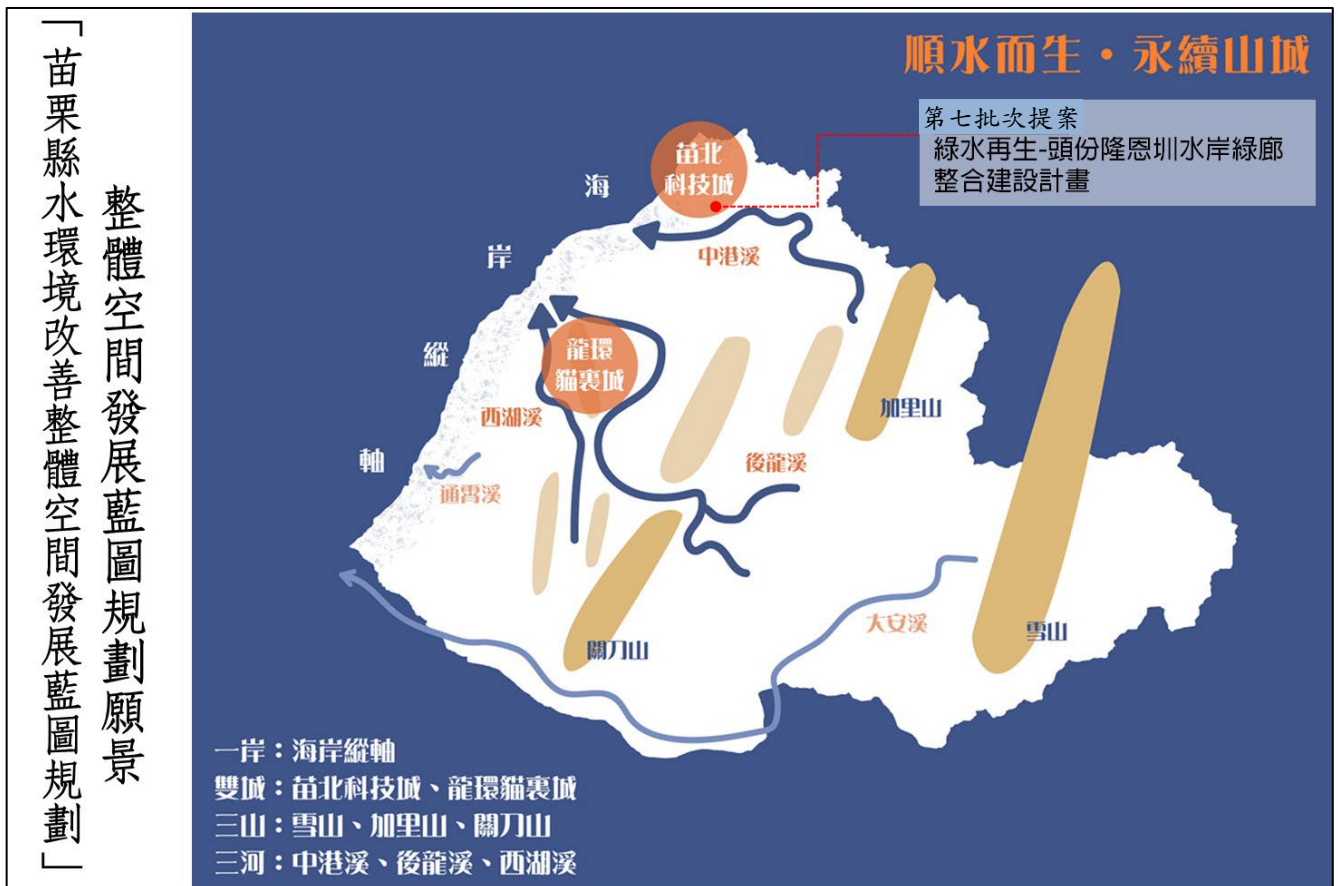 「苗栗縣水環境改善整體空間發展藍圖規劃」
整體空間發展藍圖規劃願景
順水而生・永續山城
第七批次提案
綠水再生-頭份隆恩圳水岸綠廊
整合建設計畫
苗北
科技城
海
岸
縱
軸
中港溪
龍環
貓裏城
西湖溪
加里山
後龍溪
通霄溪
大安溪
雪山
關刀山
一岸：海岸縱軸
雙城：苗北科技城、龍環貓裏城
三山：雪山、加里山、關刀山
三河：中港溪、後龍溪、西湖溪